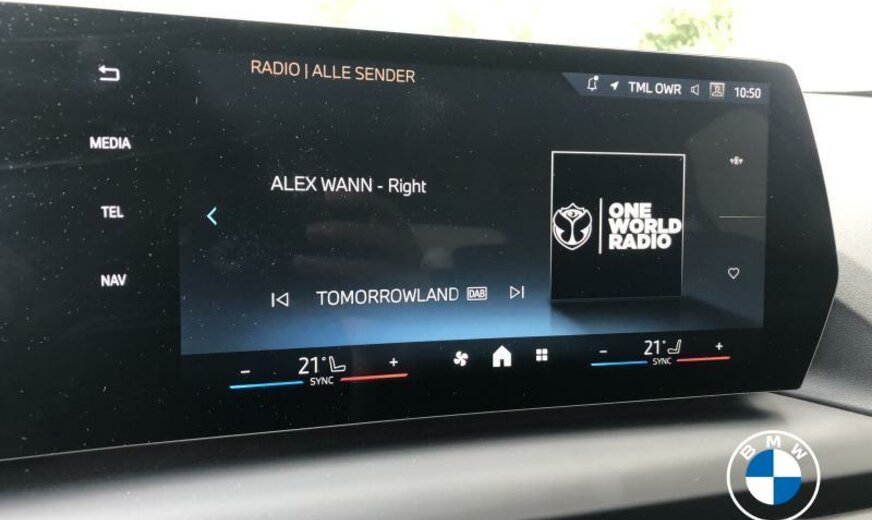 RADIO | ALLE SENDER
TML OWR
10:50
MEDIA
TEL
NAV
ALEX WANN - Right
ONE
WORLD
RADIO
TOMORROWLAND DAB
- 21° +
SYNC
- 21° +
SYNC
BMW